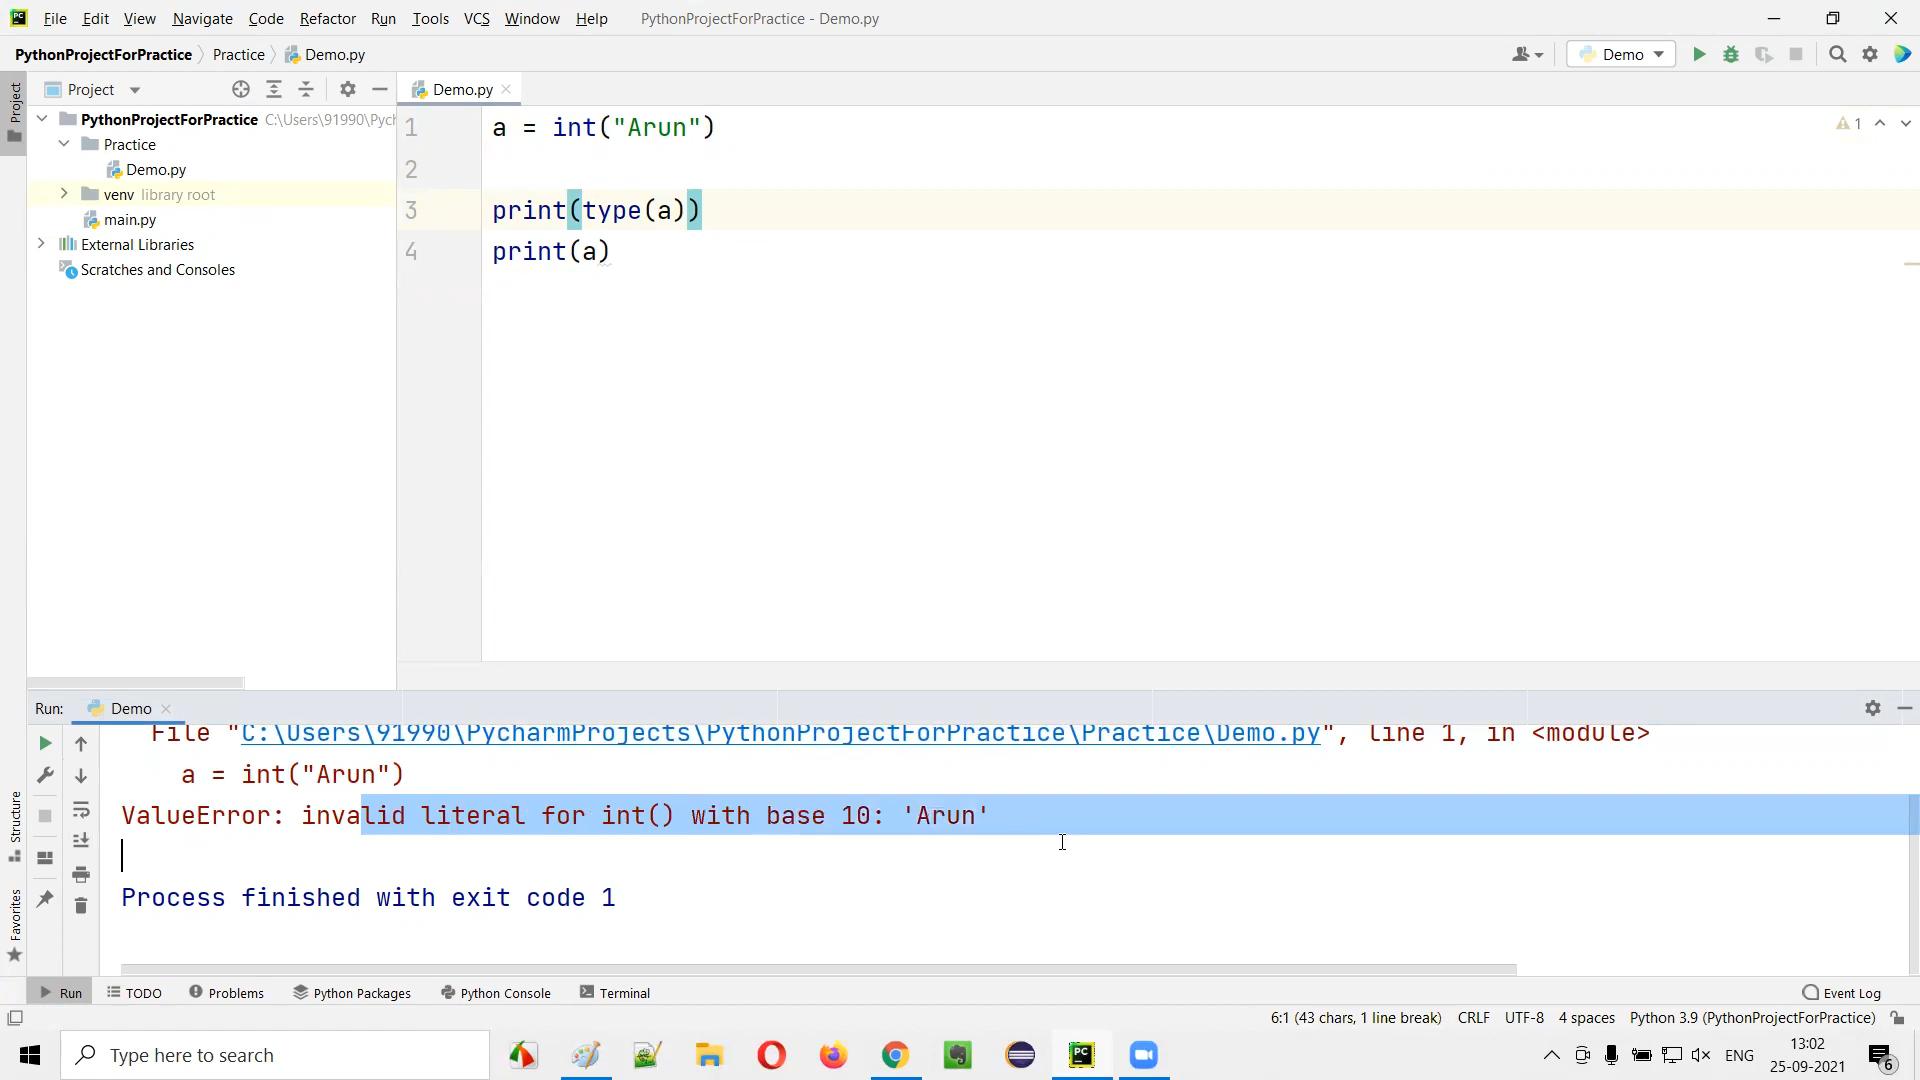 PC File Edit View Navigate Code Refactor Run Tools VCS Window Help PythonProjectForPractice - Demo.py
PythonProjectForPractice Practice Demo.py
Demo
Project
Project
Demo.py
PythonProjectForPractice C:\Users\91990\Pych
Practice
Demo.py
venv library root
main.py
External Libraries
Scratches and Consoles
1 a = int("Arun")
2
3 print(type(a))
4 print(a)
1
Run: Demo
File "C:\Users\91990\PycharmProjects\PythonProjectForPractice\Practice\Demo.py", line 1, in <module>
a = int("Arun")
ValueError: invalid literal for int() with base 10: 'Arun'
Process finished with exit code 1
Structure
Favorites
Run TODO Problems Python Packages Python Console Terminal Event Log
6:1 (43 chars, 1 line break) CRLF UTF-8 4 spaces Python 3.9 (PythonProjectForPractice)
Type here to search
PC
ENG
13:02
25-09-2021
6